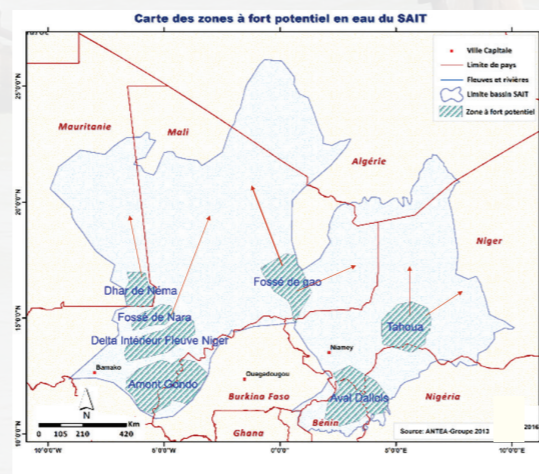 Carte des zones à fort potentiel en eau du SAIT
Ville Capitale
Limite de pays
Fleuves et rivières
Limite bassin SAIT
Zone à fort potentiel
25°0'0"N
20°0'0"N
15°0'0"N
10°0'0"N
Mauritanie
Mali
Algérie
Niger
Dhar de Néma
Fossé de gao
Fossé de Nara
Delta Intérieur Fleuve Niger
Tahoua
Bamako
Niamey
Amont Gondo
Ouagadougou
Aval Dallols
Nigéria
Burkina Faso
Bénin
Ghana
N
0 105 210 420
KM
Source: ANTEA-Groupe 2013
2016
10°0'0"W
5°0'0"W
0°0'0"
5°0'0"E
10°0'0"E